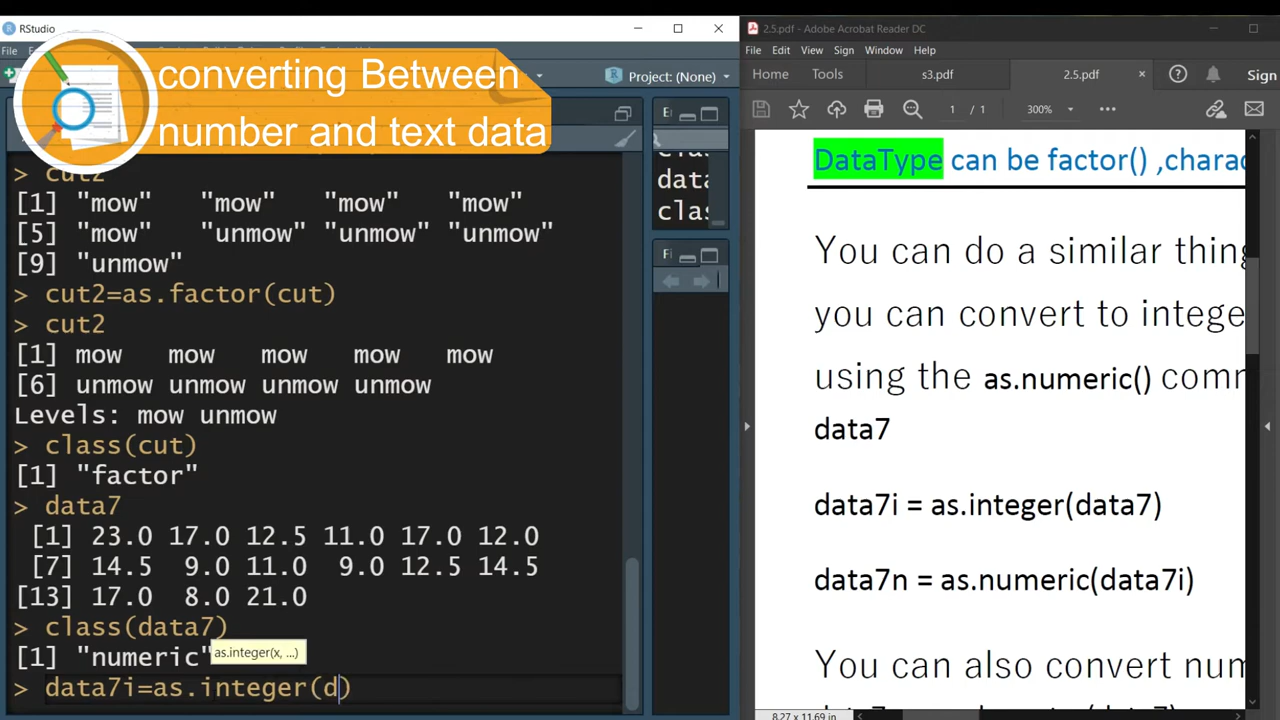 RStudio
File
converting Between
number and text data
Project: (None)
> cut2
[1] "mow" "mow" "mow" "mow"
[5] "mow" "unmow" "unmow" "unmow"
[9] "unmow"
> cut2=as.factor(cut)
> cut2
[1] mow mow mow mow mow
[6] unmow unmow unmow unmow
Levels: mow unmow
> class(cut)
[1] "factor"
> data7
[1] 23.0 17.0 12.5 11.0 17.0 12.0
[7] 14.5 9.0 11.0 9.0 12.5 14.5
[13] 17.0 8.0 21.0
> class(data7)
[1] "numeric"
as.integer(x, ...)
> data7i=as.integer(d)
Fi
data
clas
Fi
2.5.pdf - Adobe Acrobat Reader DC
File Edit View Sign Window Help
Home Tools s3.pdf 2.5.pdf × Sign
1 / 1 300%
DataType can be factor() ,charac
You can do a similar thing
you can convert to intege
using the as.numeric() comm
data7
data7i = as.integer(data7)
data7n = as.numeric(data7i)
You can also convert num
8.27 x 11.69 in